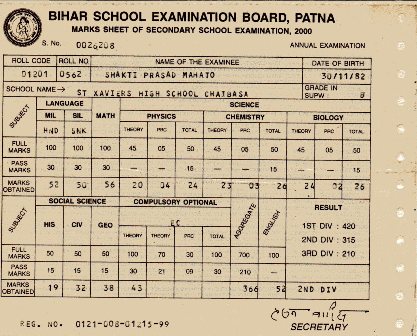 BIHAR SCHOOL EXAMINATION BOARD, PATNA
MARKS SHEET OF SECONDARY SCHOOL EXAMINATION, 2000
S. No. 0026208 ANNUAL EXAMINATION
ROLL CODE ROLL NO NAME OF THE EXAMINEE DATE OF BIRTH
01201 0562 SHAKTI PRASAD MAHATO 30/11/82
SCHOOL NAME→ ST XAVIERS HIGH SCHOOL CHAIBASA GRADE IN SUPW : B
SUBJECT LANGUAGE SCIENCE
MIL SIL MATH PHYSICS CHEMISTRY BIOLOGY
HND SNK THEORY PRC TOTAL THEORY PRC TOTAL THEORY PRC TOTAL
FULL MARKS 100 100 100 45 05 50 45 05 50 45 05 50
PASS MARKS 30 30 30 — — 15 — — 15 — — 15
MARKS OBTAINED 52 50 56 20 04 24 23 03 26 24 02 26
SUBJECT SOCIAL SCIENCE COMPULSORY OPTIONAL AGGREGATE ENGLISH RESULT
HIS CIV GEO EC
THEORY THEORY PRC TOTAL
1ST DIV : 420
2ND DIV : 315
3RD DIV : 210
FULL MARKS 50 50 50 100 70 30 100 700 100
PASS MARKS 15 15 15 30 21 09 30 210 —
MARKS OBTAINED 19 32 38 43 366 52 2ND DIV
REG. NO. 0121-008-01215-99
SECRETARY